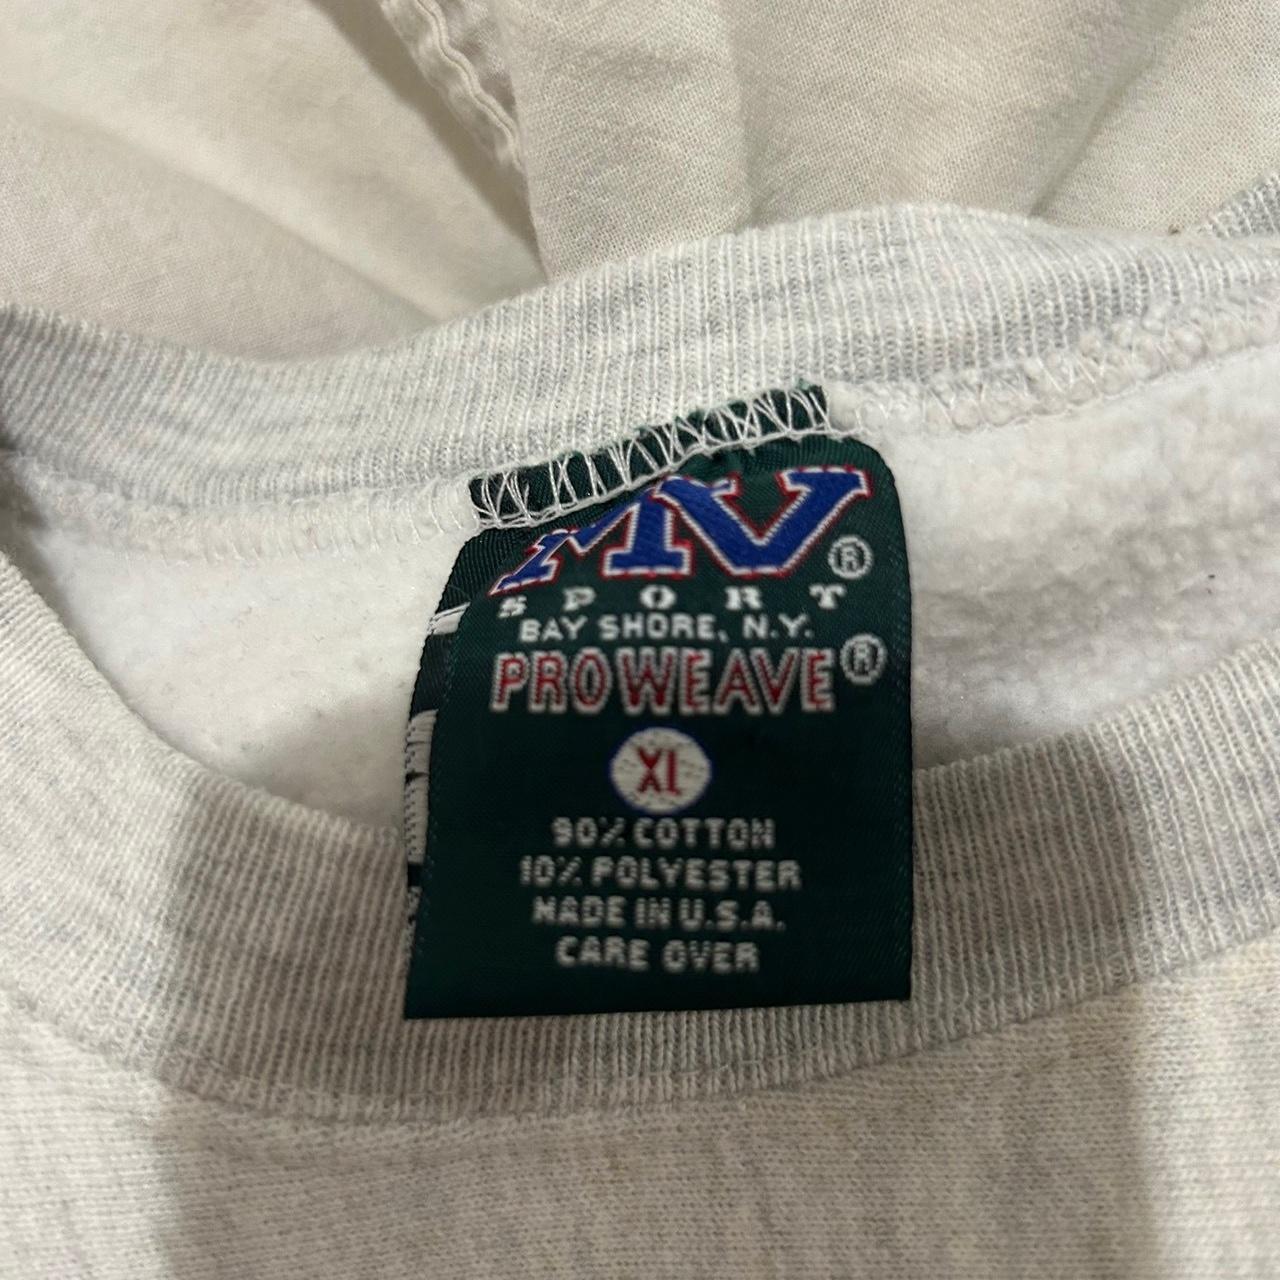 MV®
SPORT
BAY SHORE, N.Y.
PROWEAVE®
XL
90% COTTON
10% POLYESTER
MADE IN U.S.A.
CARE OVER